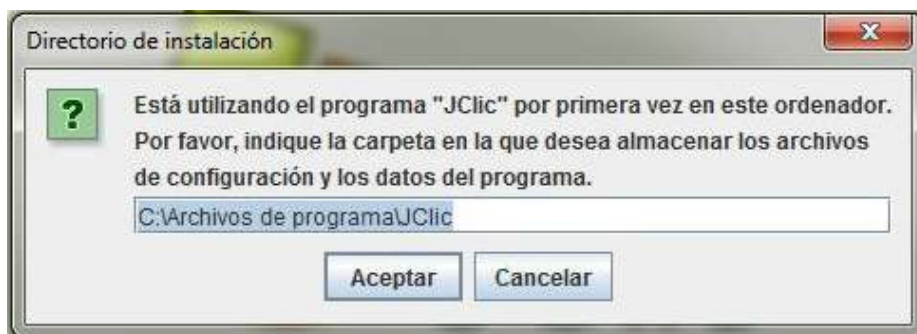 Directorio de instalación
Está utilizando el programa "JClic" por primera vez en este ordenador.
Por favor, indique la carpeta en la que desea almacenar los archivos
de configuración y los datos del programa.
C:\Archivos de programa\JClic
Aceptar
Cancelar